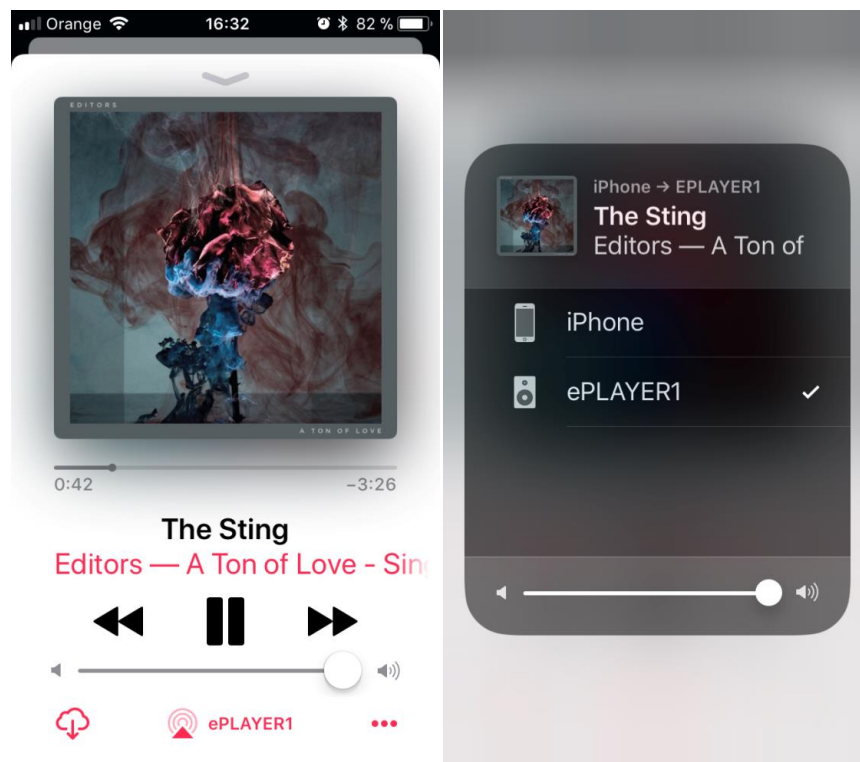 Orange 16:32 82 %
EDITORS
A TON OF LOVE
0:42 −3:26
The Sting
Editors — A Ton of Love - Sin
ePLAYER1
iPhone → EPLAYER1
The Sting
Editors — A Ton of
iPhone
ePLAYER1